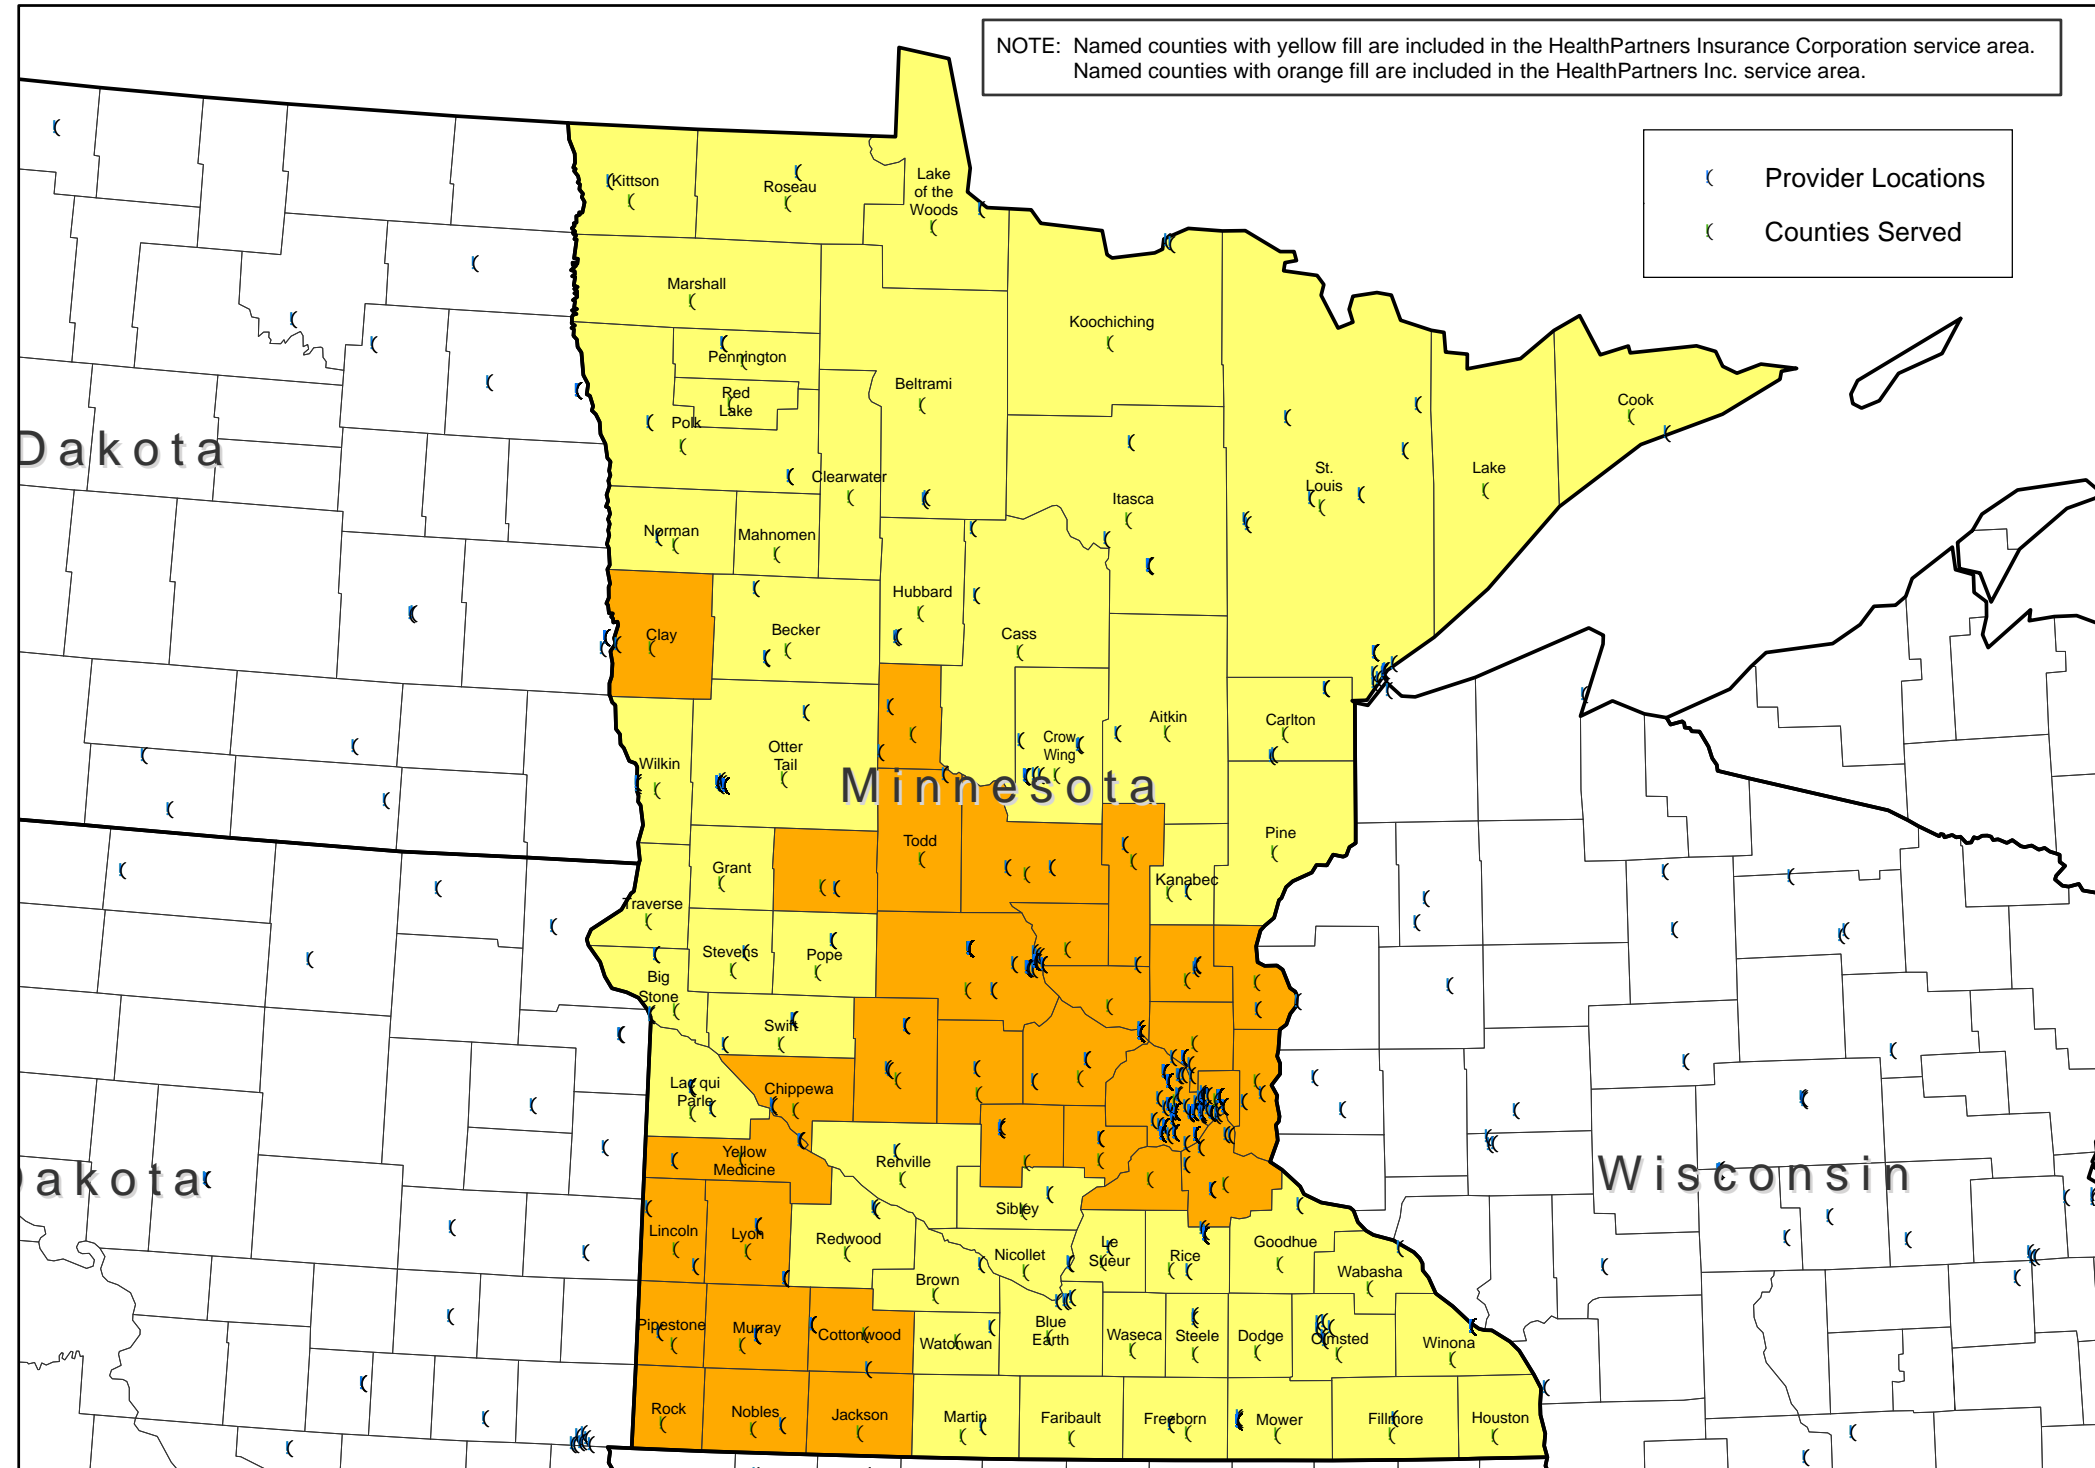 NOTE: Named counties with yellow fill are included in the HealthPartners Insurance Corporation service area.
Named counties with orange fill are included in the HealthPartners Inc. service area.
Provider Locations
Counties Served
Kittson
Roseau
Lake
of the
Woods
Marshall
Koochiching
Pennington
Beltrami
Red
Lake
Polk
Cook
Dakota
Clearwater
St.
Louis
Lake
Itasca
Norman
Mahnomen
Hubbard
Clay
Becker
Cass
Aitkin
Carlton
Crow
Wing
Otter
Tail
Wilkin
Minnesota
Pine
Todd
Grant
Kanabec
Traverse
Stevens
Pope
Big
Stone
Swift
Lac qui
Parle
Chippewa
Yellow
Medicine
Renville
Dakota
Wisconsin
Sibley
Lincoln
Lyon
Redwood
Nicollet
Le
Sueur
Rice
Goodhue
Wabasha
Brown
Pipestone
Murray
Cottonwood
Watonwan
Blue
Earth
Waseca
Steele
Dodge
Olmsted
Winona
Rock
Nobles
Jackson
Martin
Faribault
Freeborn
Mower
Fillmore
Houston